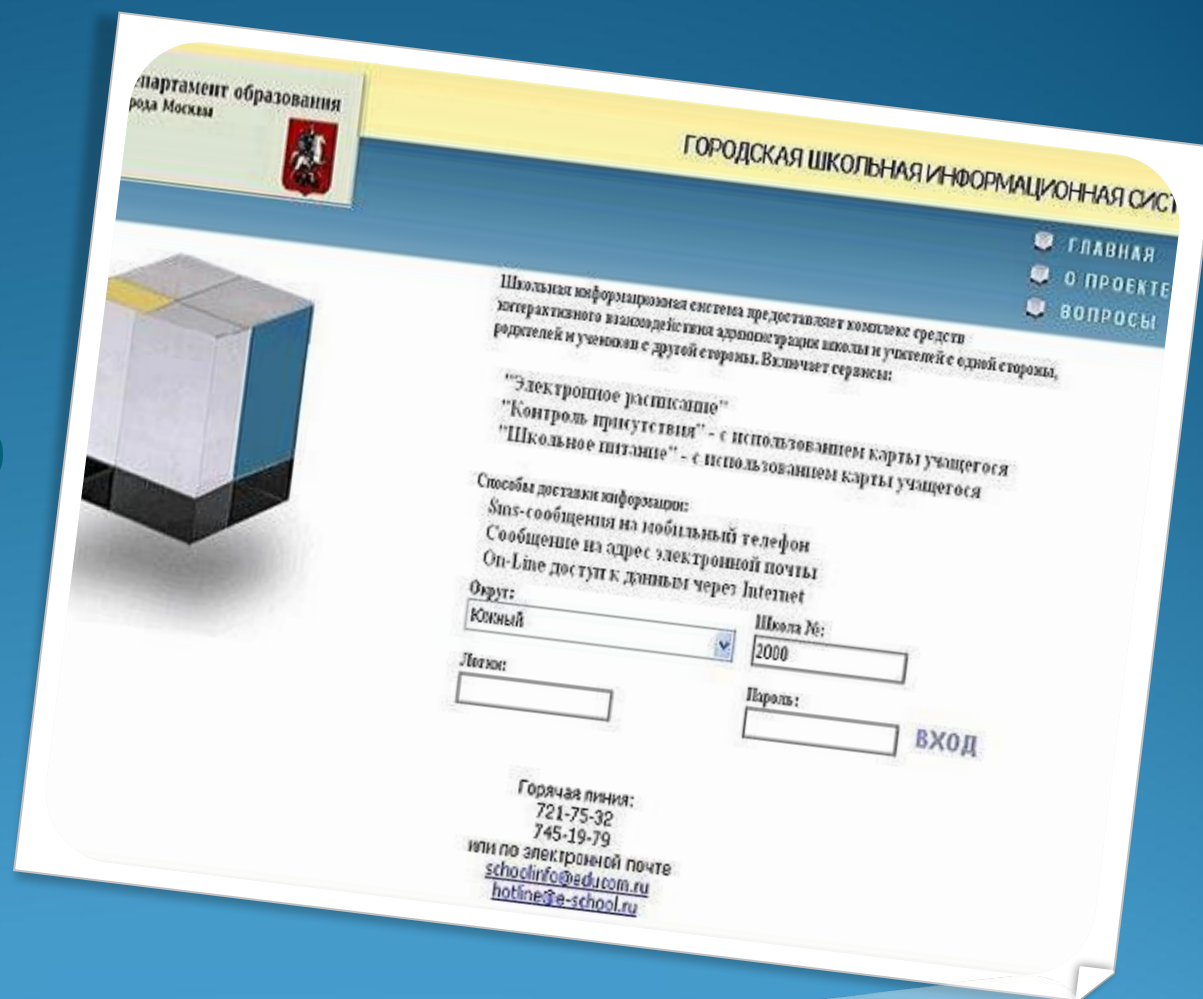 партамент образования
рода Москвы
ГОРОДСКАЯ ШКОЛЬНАЯ ИНФОРМАЦИОННАЯ СИСТ
ГЛАВНАЯ
О ПРОЕКТЕ
ВОПРОСЫ
Школьная информационная система предоставляет комплекс средств
интерактивного взаимодействия администрации школы и учителей с одной стороны,
родителей и учеников с другой стороны. Включает сервисы:
"Электронное расписание"
"Контроль присутствия" - с использованием карты учащегося
"Школьное питание" - с использованием карты учащегося
Способы доставки информации:
Sms-сообщения на мобильный телефон
Сообщение на адрес электронной почты
On-Line доступ к данным через Internet
Округ:
Южный
Школа №:
2000
Логин:
Пароль:
ВХОД
Горячая линия:
721-75-32
745-19-79
или по электронной почте
schoolinfo@educom.ru
hotline@e-school.ru